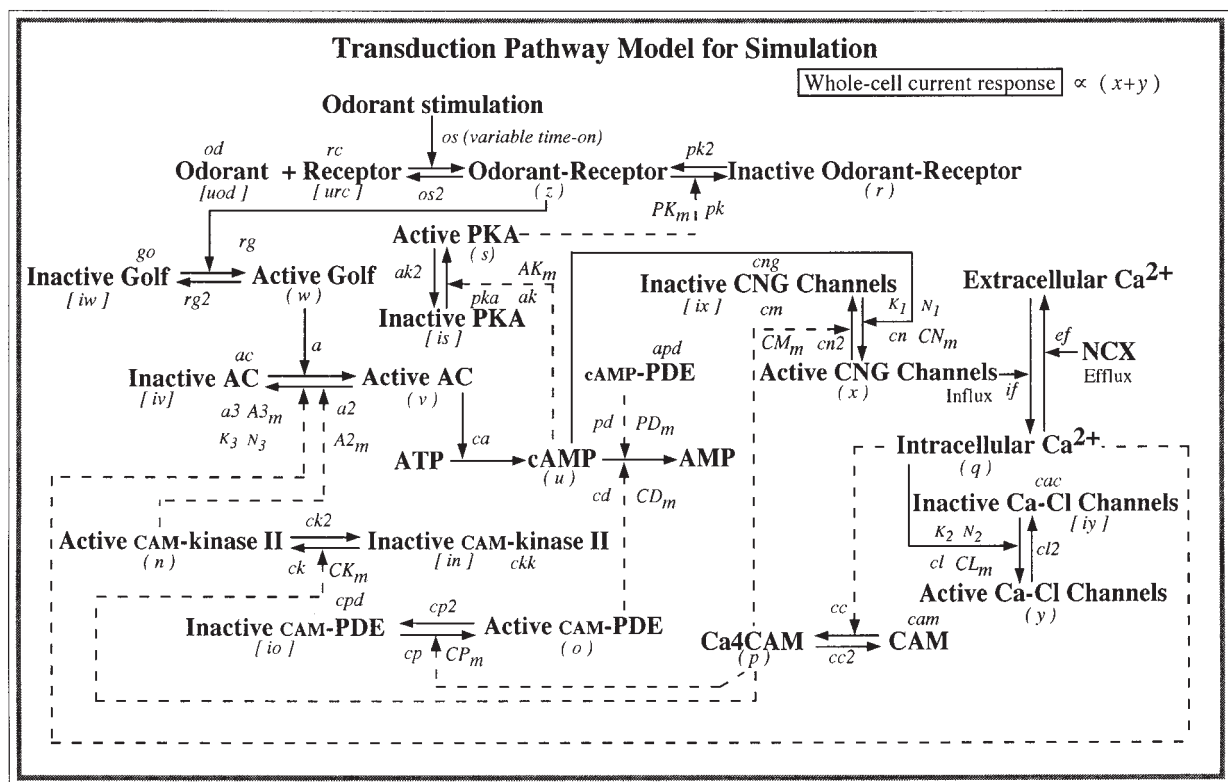 Transduction Pathway Model for Simulation
Whole-cell current response ∝ (x+y)
Odorant stimulation
os (variable time-on)
od rc pk2
Odorant + Receptor Odorant-Receptor Inactive Odorant-Receptor
[uod] [urc] os2 (z) (r)
PKm pk
Active PKA
(s)
go rg ak2 AKm cng
Inactive Golf Active Golf Inactive CNG Channels Extracellular Ca2+
[iw] rg2 (w) pka ak [ix] cm K1 N1
Inactive PKA
[is] CMm cn2 cn CNm ef
a apd NCX
ac cAMP-PDE Active CNG Channels Efflux
Inactive AC Active AC (x) Influx if
[iv] a3 A3m a2 (v)
K3 N3 A2m ca pd PDm
ATP cAMP AMP Intracellular Ca2+
(u) (q)
cd CDm
cac
Inactive Ca-Cl Channels
ck2 [iy]
Active CAM-kinase II Inactive CAM-kinase II K2 N2
(n) ck CKm [in] ckk cl CLm cl2
cpd cp2 Active Ca-Cl Channels
cc (y)
Inactive CAM-PDE Active CAM-PDE cam
[io] cp CPm (o) Ca4CAM CAM
(p) cc2